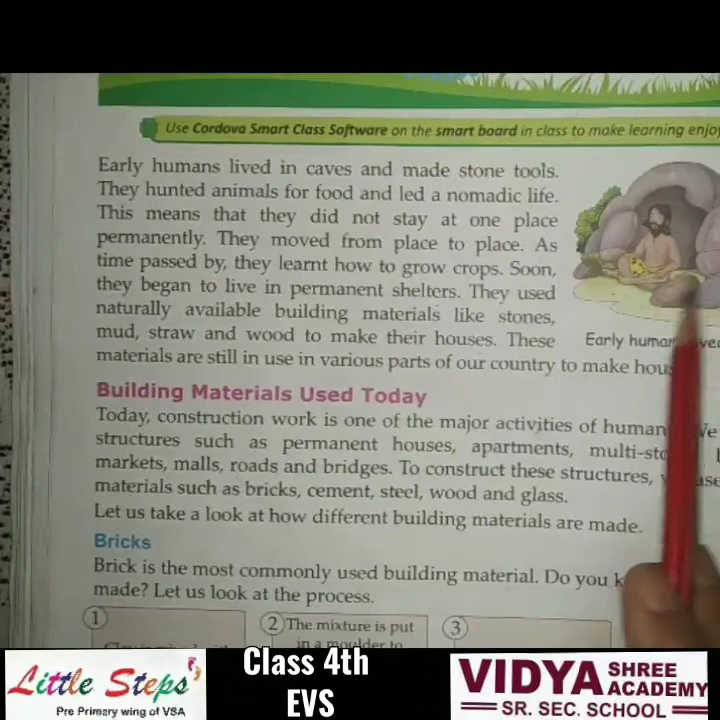 Use Cordova Smart Class Software on the smart board in class to make learning
Early humans lived in caves and made stone tools.
They hunted animals for food and led a nomadic life.
This means that they did not stay at one place
permanently. They moved from place to place. As
time passed by, they learnt how to grow crops. Soon,
they began to live in permanent shelters. They used
naturally available building materials like stones,
mud, straw and wood to make their houses. These
Early human
materials are still in use in various parts of our country to make
Building Materials Used Today
Today, construction work is one of the major activities of human
structures such as permanent houses, apartments,
markets, malls, roads and bridges. To construct these structures,
materials such as bricks, cement, steel, wood and glass.
Let us take a look at how different building materials are made.
Bricks
Brick is the most commonly used building material. Do you
made? Let us look at the process.
1
2 The mixture is put
in a moulder to
3
Little Steps
Pre Primary wing of VSA
Class 4th
EVS
VIDYA SHREE ACADEMY
SR. SEC. SCHOOL